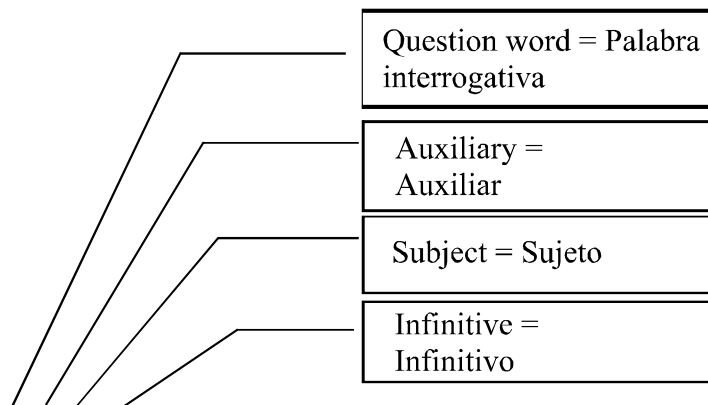 Question word = Palabra
interrogativa
Auxiliary =
Auxiliar
Subject = Sujeto
Infinitive =
Infinitivo